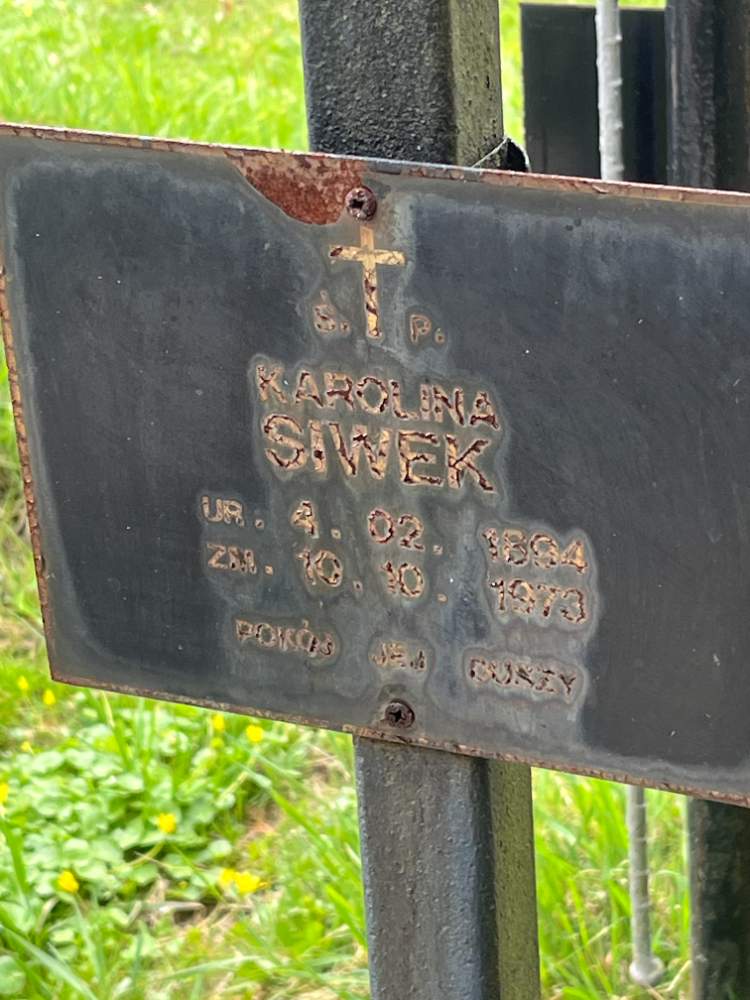 Ś. P.
KAROLINA
SIWEK
UR. 4. 02. 1894
ZM. 10. 10. 1973
POKÓJ JEJ DUSZY